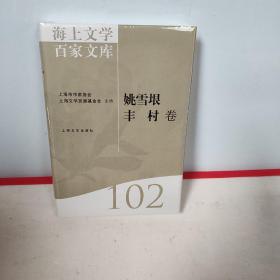 海上文学
百家文库
上海市作家协会
上海文学发展基金会 主编
姚雪垠
丰 村 卷
上海文艺出版社
102